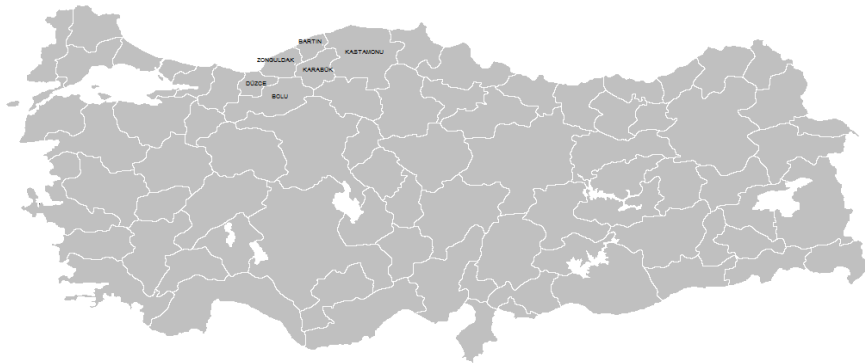 BARTIN
KASTAMONU
ZONGULDAK
KARABÜK
DÜZCE
BOLU